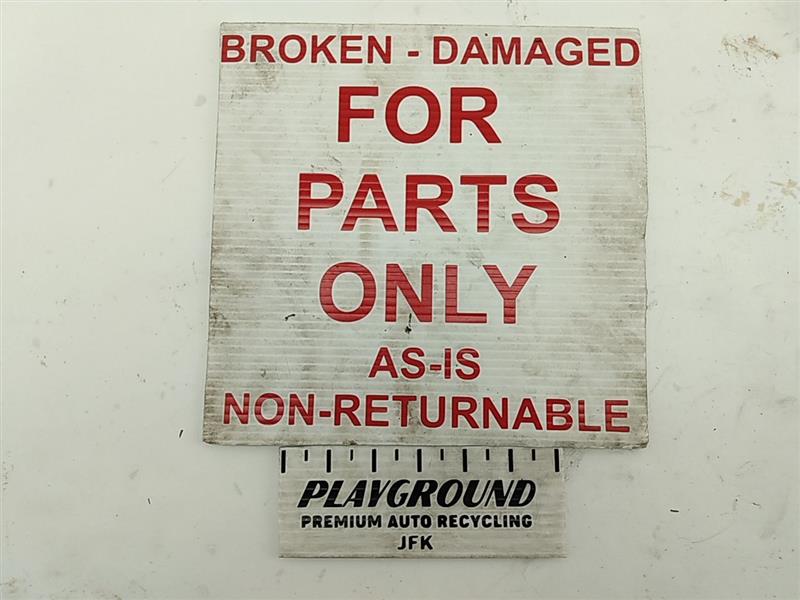 BROKEN - DAMAGED
FOR
PARTS
ONLY
AS-IS
NON-RETURNABLE
PLAYGROUND
PREMIUM AUTO RECYCLING
JFK